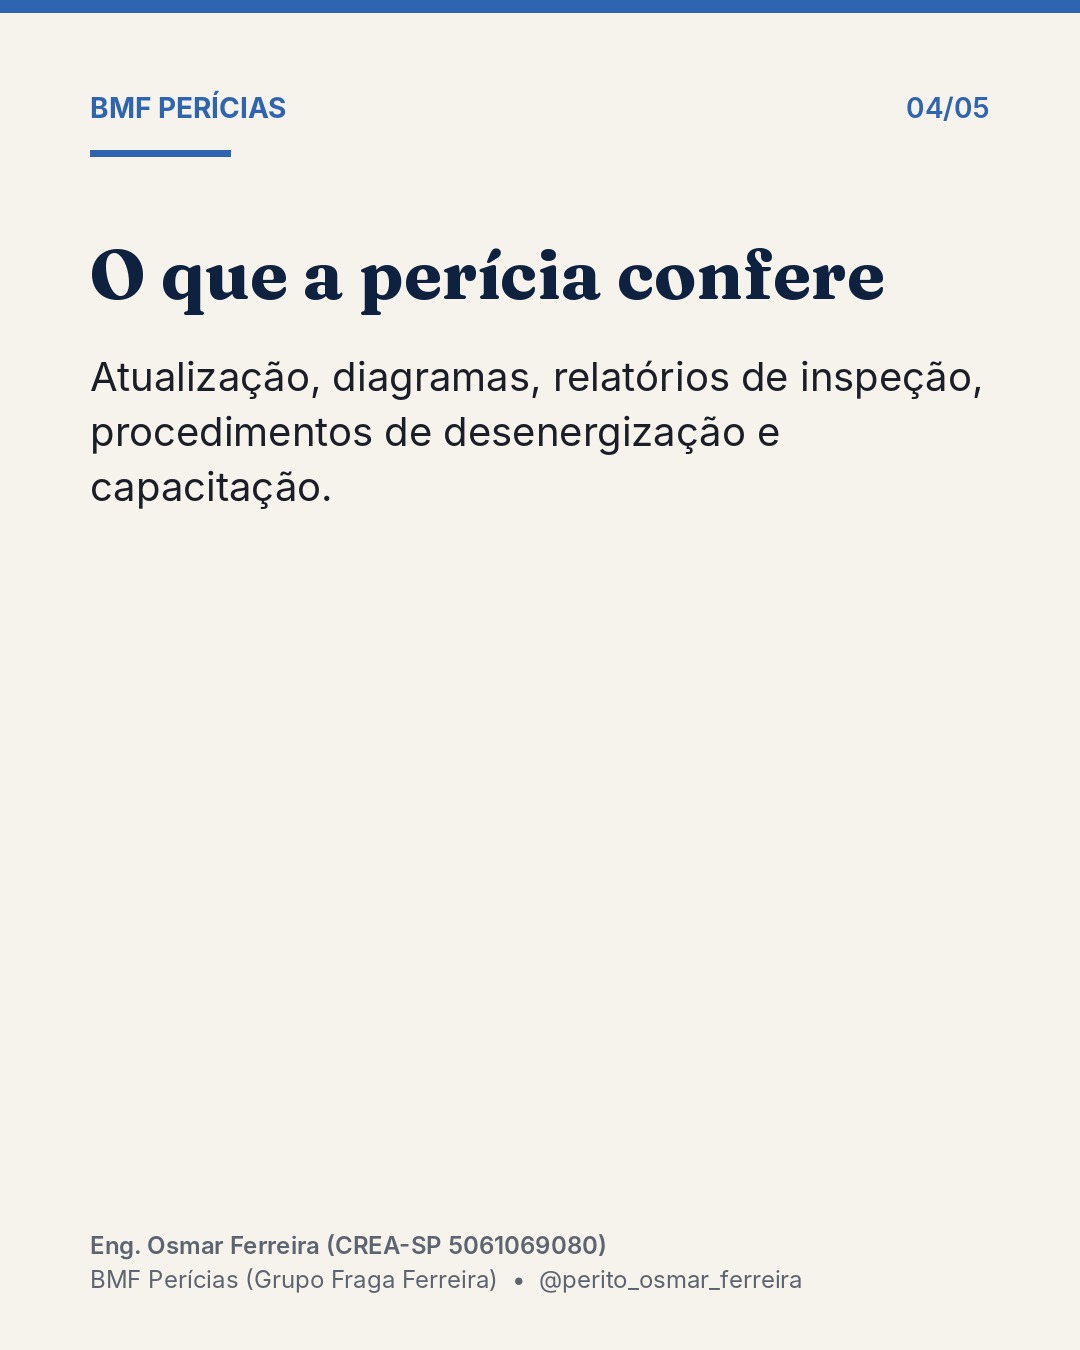 BMF PERÍCIAS
04/05
O que a perícia confere
Atualização, diagramas, relatórios de inspeção,
procedimentos de desenergização e
capacitação.
Eng. Osmar Ferreira (CREA-SP 5061069080)
BMF Perícias (Grupo Fraga Ferreira) • @perito_osmar_ferreira